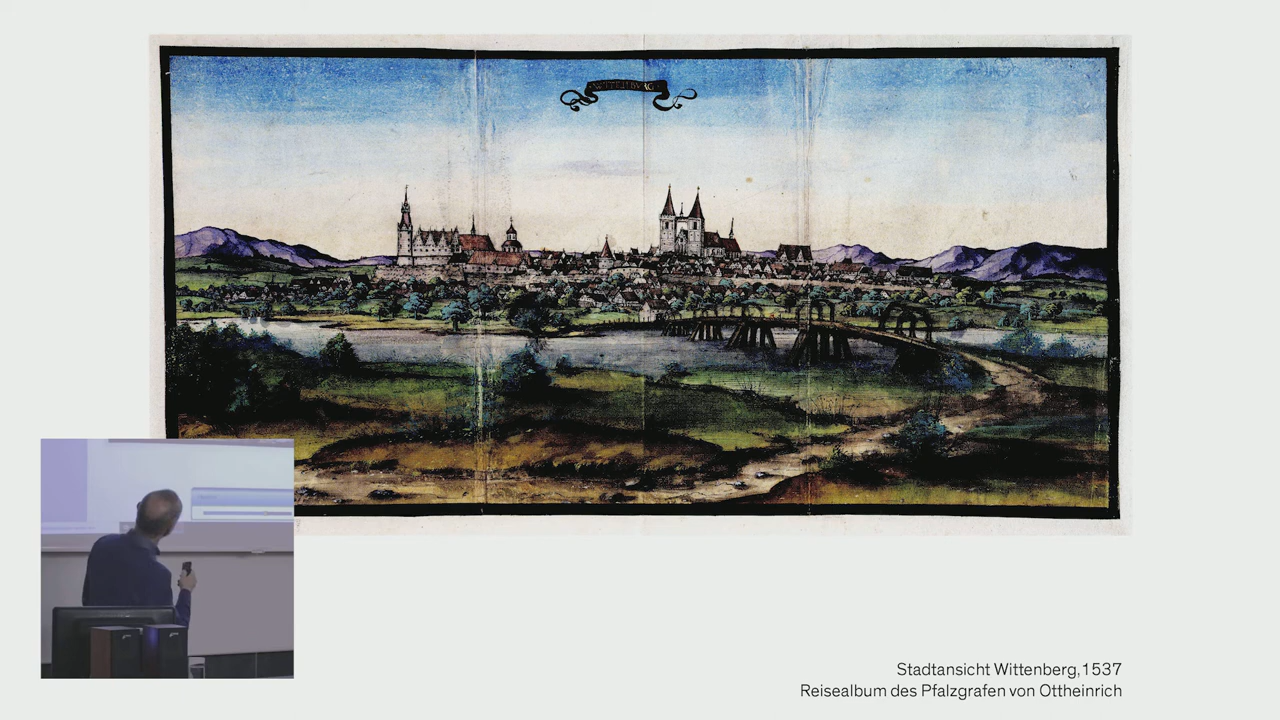 Stadtansicht Wittenberg, 1537
Reisealbum des Pfalzgrafen von Ottheinrich